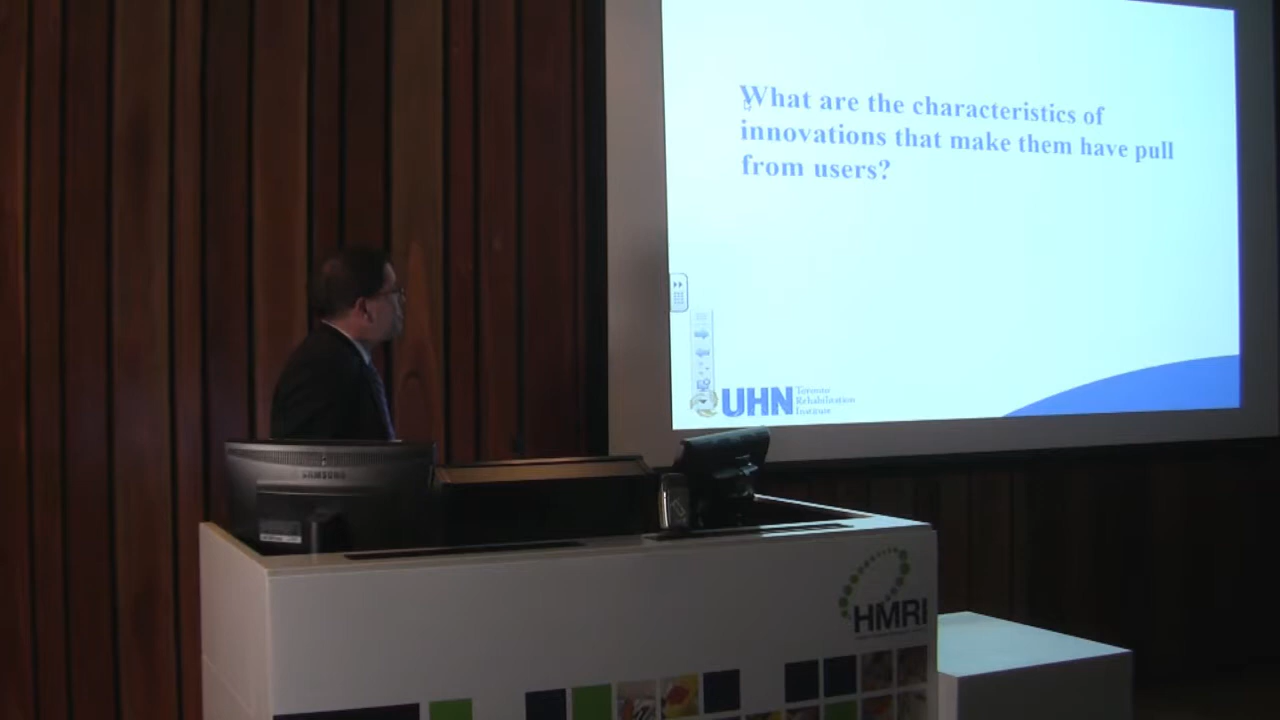 What are the characteristics of
innovations that make them have pull
from users?
UHN
Toronto
Rehabilitation
Institute
SAMSUNG
HMRI